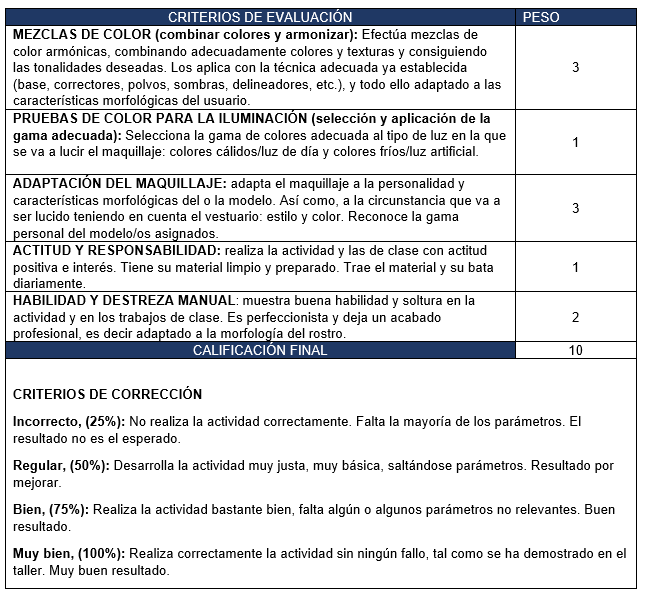 CRITERIOS DE EVALUACIÓN PESO
MEZCLAS DE COLOR (combinar colores y armonizar): Efectúa mezclas de
color armónicas, combinando adecuadamente colores y texturas y consiguiendo
las tonalidades deseadas. Los aplica con la técnica adecuada ya establecida
(base, correctores, polvos, sombras, delineadores, etc.), y todo ello adaptado a las
características morfológicas del usuario.
3
PRUEBAS DE COLOR PARA LA ILUMINACIÓN (selección y aplicación de la
gama adecuada): Selecciona la gama de colores adecuada al tipo de luz en la que
se va a lucir el maquillaje: colores cálidos/luz de día y colores fríos/luz artificial.
1
ADAPTACIÓN DEL MAQUILLAJE: adapta el maquillaje a la personalidad y
características morfológicas del o la modelo. Así como, a la circunstancia que va a
ser lucido teniendo en cuenta el vestuario: estilo y color. Reconoce la gama
personal del modelo/os asignados.
3
ACTITUD Y RESPONSABILIDAD: realiza la actividad y las de clase con actitud
positiva e interés. Tiene su material limpio y preparado. Trae el material y su bata
diariamente.
1
HABILIDAD Y DESTREZA MANUAL: muestra buena habilidad y soltura en la
actividad y en los trabajos de clase. Es perfeccionista y deja un acabado
profesional, es decir adaptado a la morfología del rostro.
2
CALIFICACIÓN FINAL 10
CRITERIOS DE CORRECCIÓN
Incorrecto, (25%): No realiza la actividad correctamente. Falta la mayoría de los parámetros. El
resultado no es el esperado.
Regular, (50%): Desarrolla la actividad muy justa, muy básica, saltándose parámetros. Resultado por
mejorar.
Bien, (75%): Realiza la actividad bastante bien, falta algún o algunos parámetros no relevantes. Buen
resultado.
Muy bien, (100%): Realiza correctamente la actividad sin ningún fallo, tal como se ha demostrado en el
taller. Muy buen resultado.